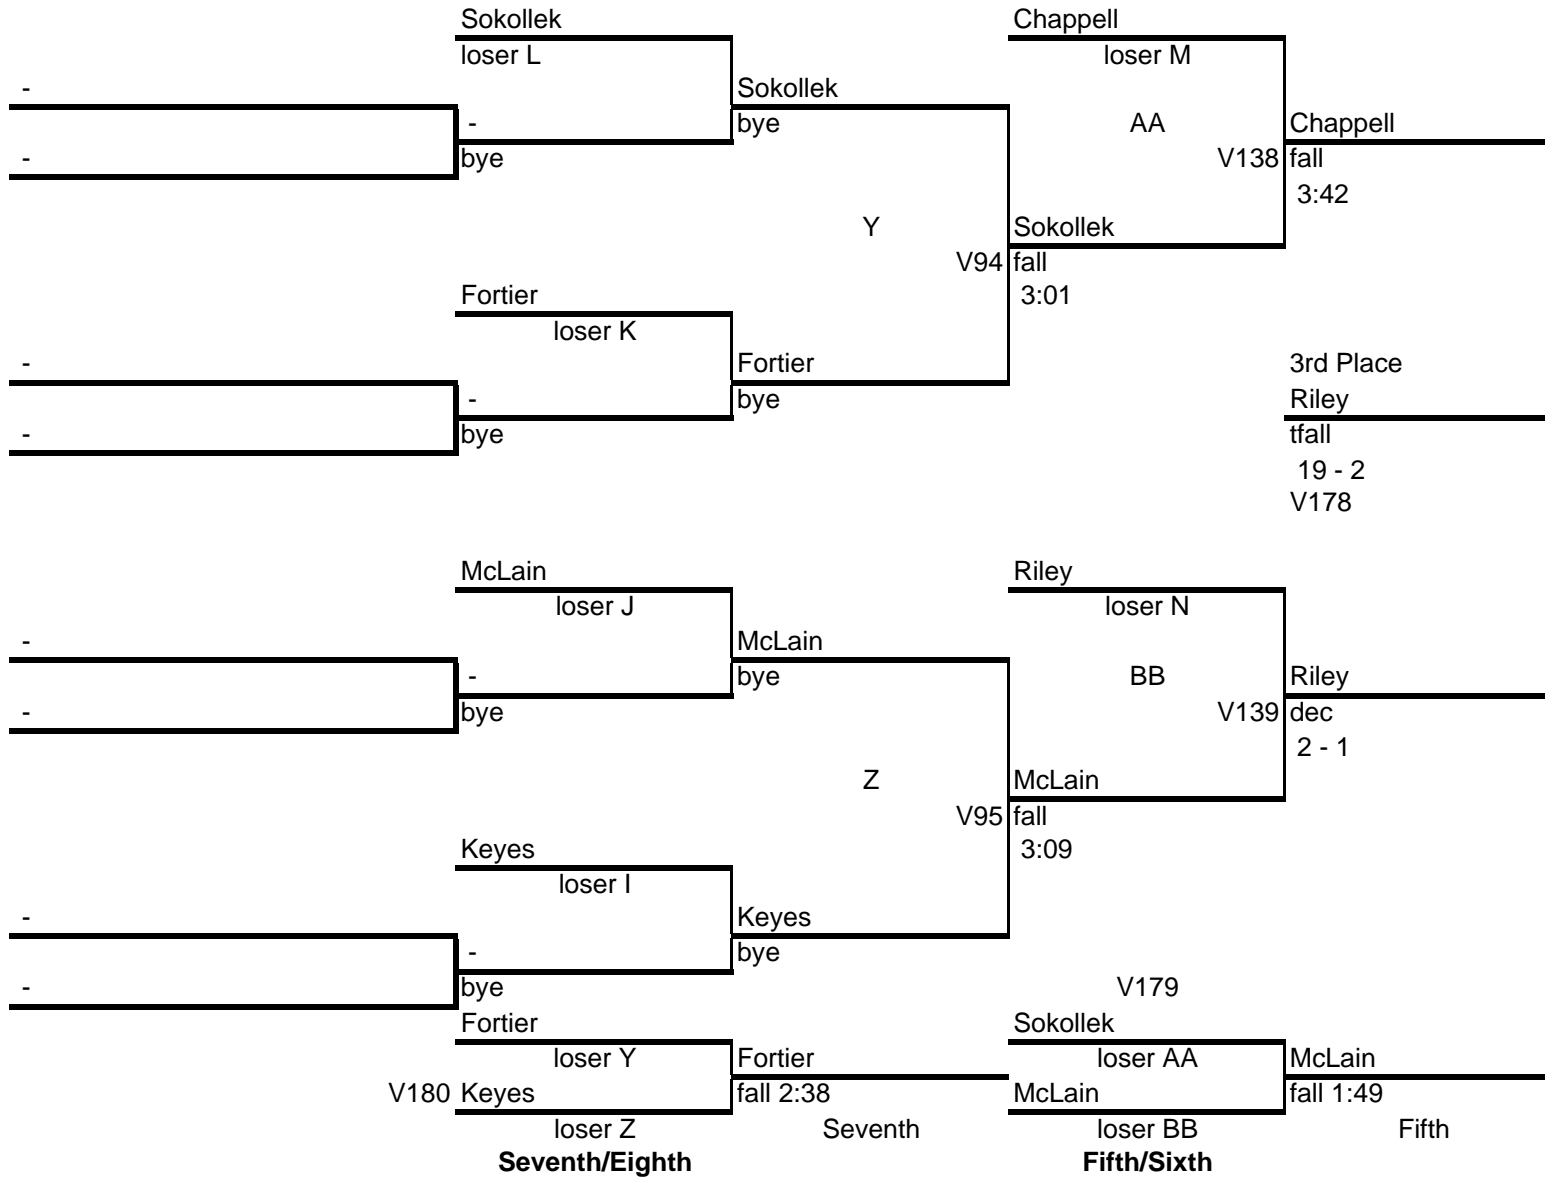 Sokollek Chappell
loser L loser M
- Sokollek
- bye AA Chappell
- bye V138 fall
3:42
Y Sokollek
V94 fall
Fortier 3:01
loser K
- Fortier 3rd Place
- bye Riley
- bye tfall
19 - 2
V178
McLain Riley
loser J loser N
- McLain
- bye BB Riley
- bye V139 dec
2 - 1
Z McLain
V95 fall
Keyes 3:09
loser I
- Keyes
- bye
- bye V179
Fortier Sokollek
loser Y Fortier loser AA McLain
V180 Keyes fall 2:38 McLain fall 1:49
loser Z Seventh loser BB Fifth
Seventh/Eighth Fifth/Sixth